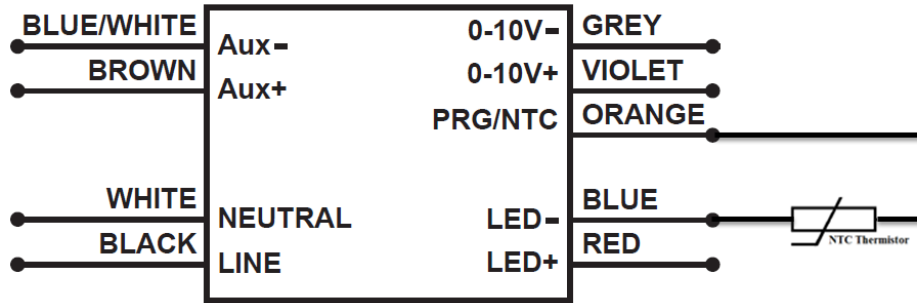 BLUE/WHITE
Aux-
BROWN
Aux+
WHITE
NEUTRAL
BLACK
LINE
0-10V-
GREY
0-10V+
VIOLET
PRG/NTC
ORANGE
LED-
BLUE
LED+
RED
NTC Thermistor